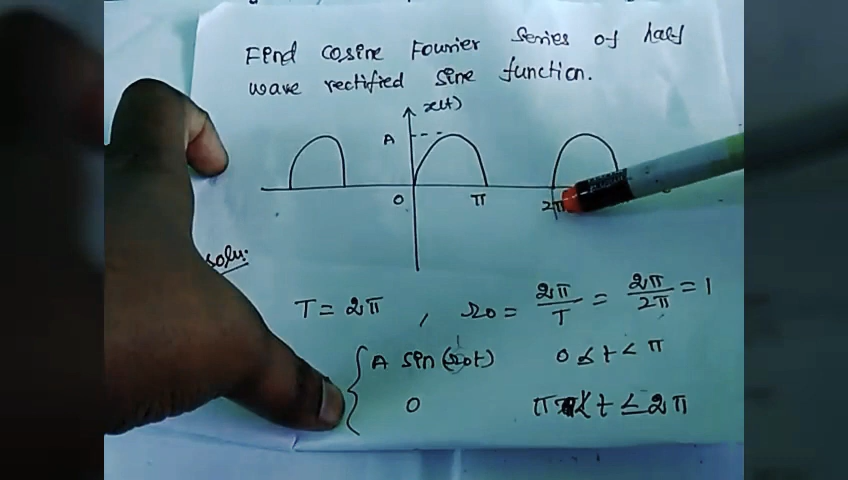 Find cosine Fourier series of half
wave rectified sine function.
x(t)
A
0 π 2π
Soln:
T = 2π , Ω0 = 2π/T = 2π/2π = 1
A sin(Ω0t) 0 ≤ t < π
0 π < t ≤ 2π